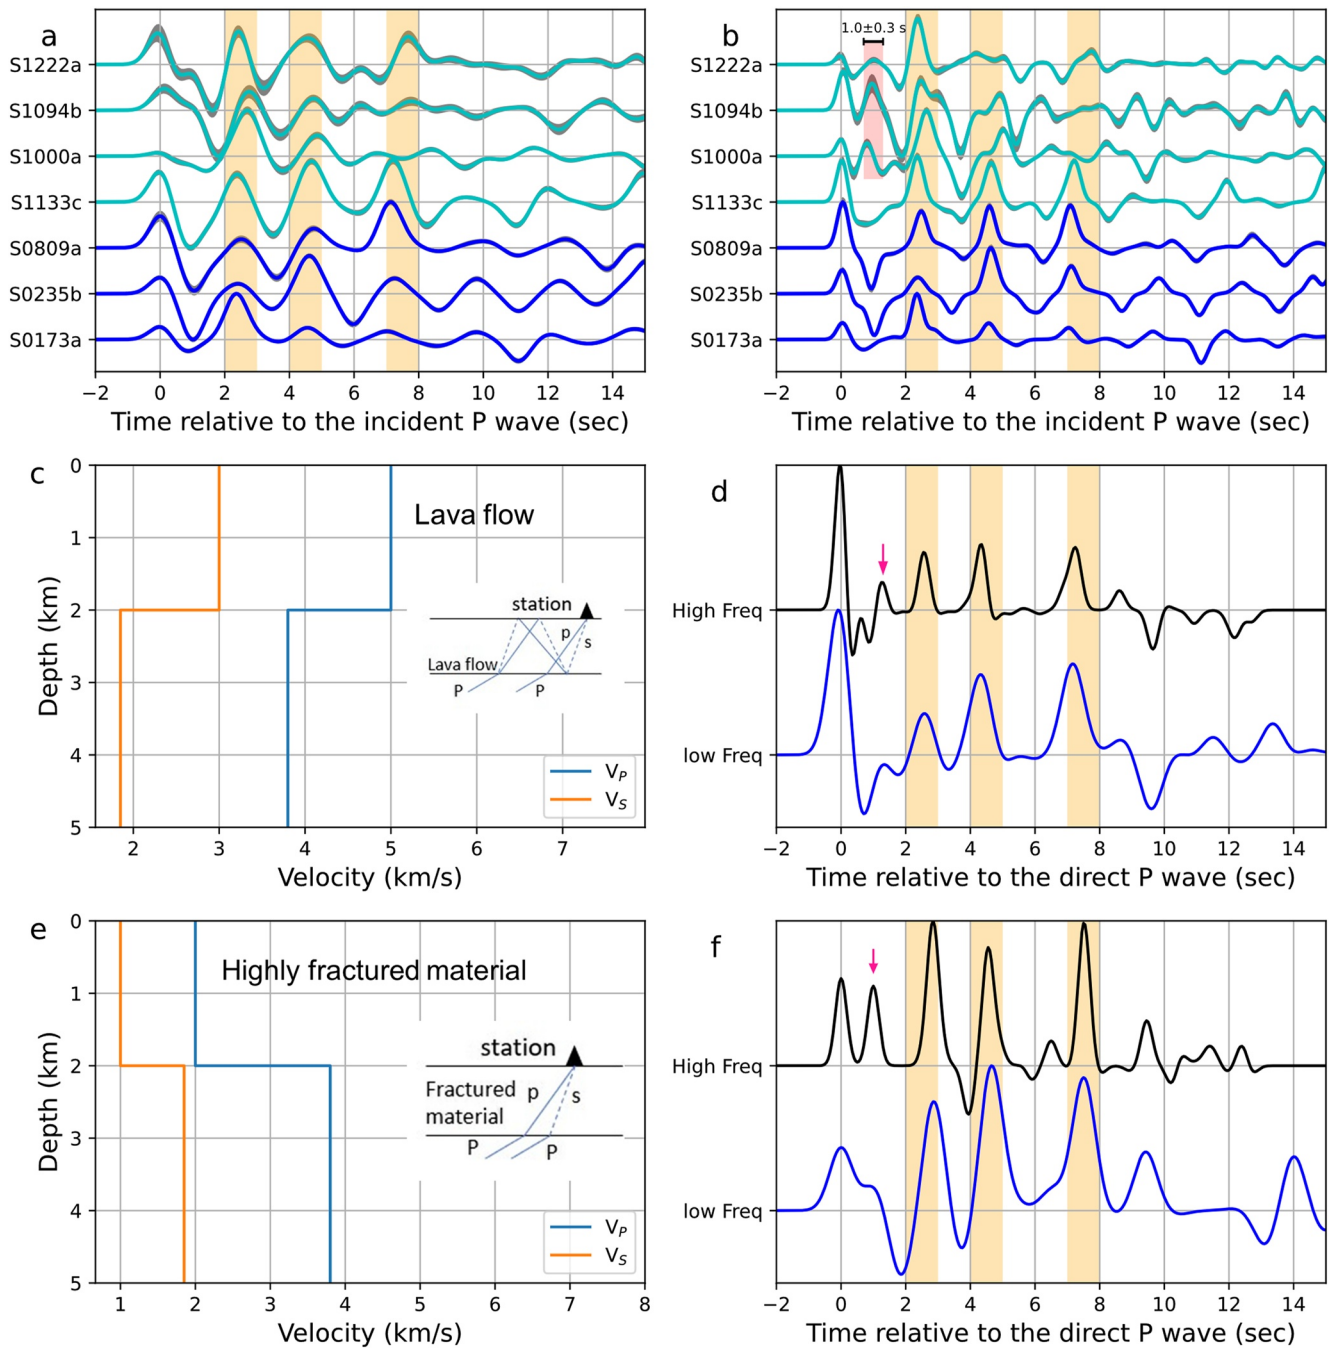 a
S1222a
S1094b
S1000a
S1133c
S0809a
S0235b
S0173a
−2 0 2 4 6 8 10 12 14
Time relative to the incident P wave (sec)
b
1.0±0.3 s
S1222a
S1094b
S1000a
S1133c
S0809a
S0235b
S0173a
−2 0 2 4 6 8 10 12 14
Time relative to the incident P wave (sec)
c
Lava flow
0
1
2
3
4
5
Depth (km)
station
p
s
Lava flow
P P
V_P
V_S
2 3 4 5 6 7
Velocity (km/s)
d
High Freq
low Freq
−2 0 2 4 6 8 10 12 14
Time relative to the direct P wave (sec)
e
Highly fractured material
0
1
2
3
4
5
Depth (km)
station
Fractured p s
material
P P
V_P
V_S
1 2 3 4 5 6 7 8
Velocity (km/s)
f
High Freq
low Freq
−2 0 2 4 6 8 10 12 14
Time relative to the direct P wave (sec)